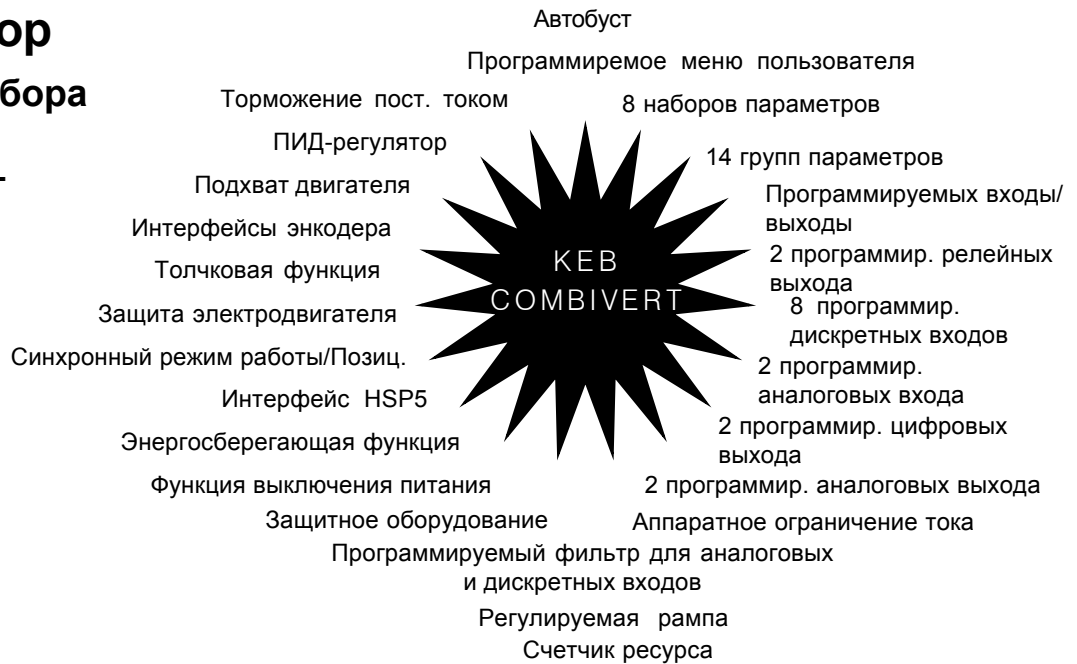 ор
бора
Автобуст
Программиремое меню пользователя
Торможение пост. током
8 наборов параметров
ПИД-регулятор
14 групп параметров
Подхват двигателя
Программируемых входы/
выходы
Интерфейсы энкодера
2 программир. релейных
выхода
Толчковая функция
KEB
COMBIVERT
8 программир.
дискретных входов
Защита электродвигателя
Синхронный режим работы/Позиц.
2 программир.
аналоговых входа
Интерфейс HSP5
2 программир. цифровых
выхода
Энергосберегающая функция
Функция выключения питания
2 программир. аналоговых выхода
Защитное оборудование
Аппаратное ограничение тока
Программируемый фильтр для аналоговых
и дискретных входов
Регулируемая рампа
Счетчик ресурса